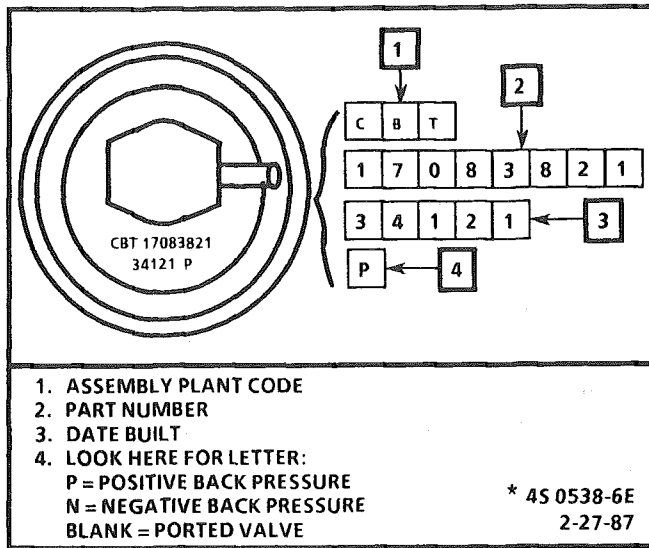 1
2
C B T
1 7 0 8 3 8 2 1
3 4 1 2 1
3
P
4
CBT 17083821
34121 P
1. ASSEMBLY PLANT CODE
2. PART NUMBER
3. DATE BUILT
4. LOOK HERE FOR LETTER:
P = POSITIVE BACK PRESSURE
N = NEGATIVE BACK PRESSURE
BLANK = PORTED VALVE
* 4S 0538-6E
2-27-87